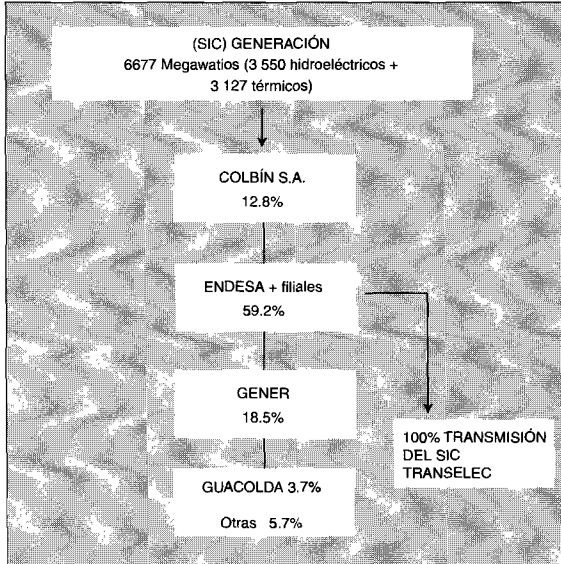 (SIC) GENERACIÓN
6677 Megawatios (3 550 hidroeléctricos +
3 127 térmicos)
COLBÍN S.A.
12.8%
ENDESA + filiales
59.2%
GENER
18.5%
100% TRANSMISIÓN
DEL SIC
TRANSELEC
GUACOLDA 3.7%
Otras 5.7%